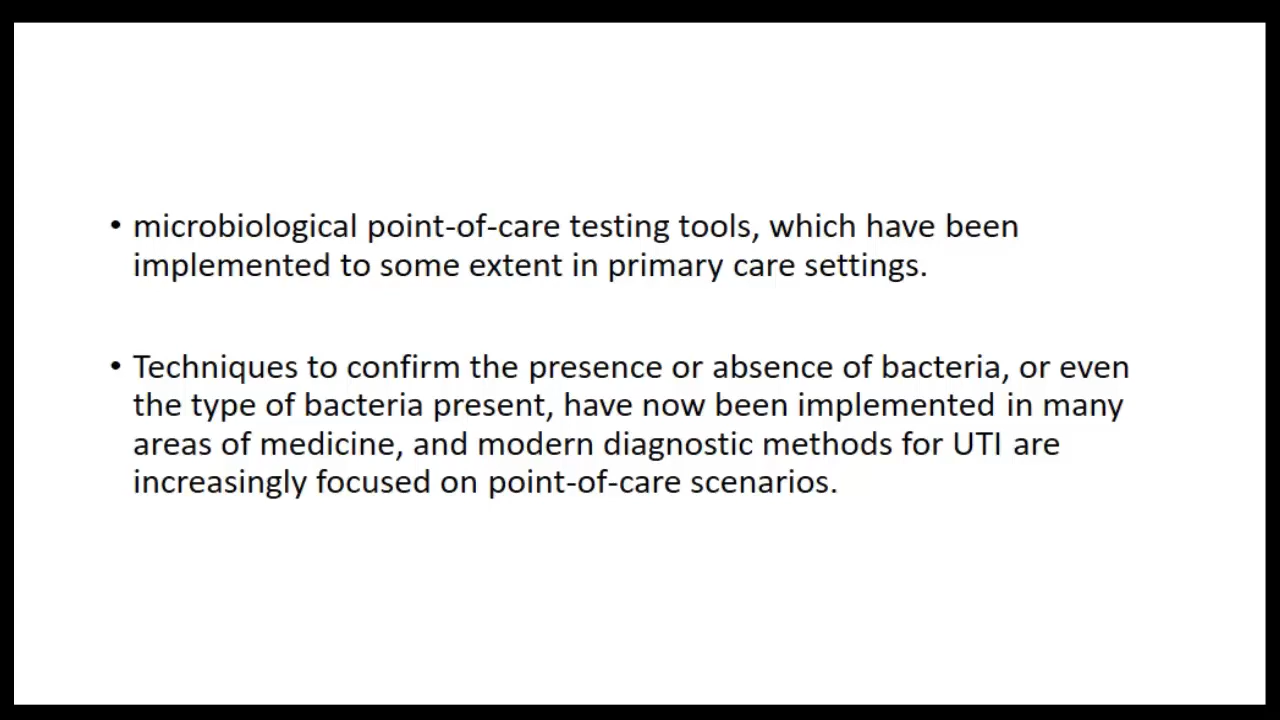 • microbiological point-of-care testing tools, which have been
implemented to some extent in primary care settings.
• Techniques to confirm the presence or absence of bacteria, or even
the type of bacteria present, have now been implemented in many
areas of medicine, and modern diagnostic methods for UTI are
increasingly focused on point-of-care scenarios.